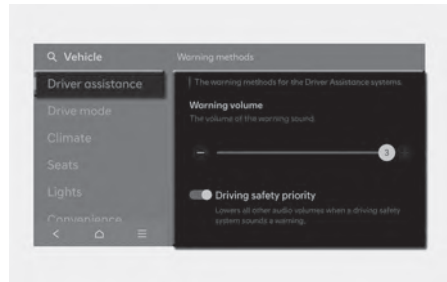 Vehicle
Warning methods
Driver assistance
The warning methods for the Driver Assistance systems.
Drive mode
Warning volume
The volume of the warning sound.
Climate
3
Seats
Lights
Driving safety priority
Lowers all other audio volumes when a driving safety
system sounds a warning.
Convenience